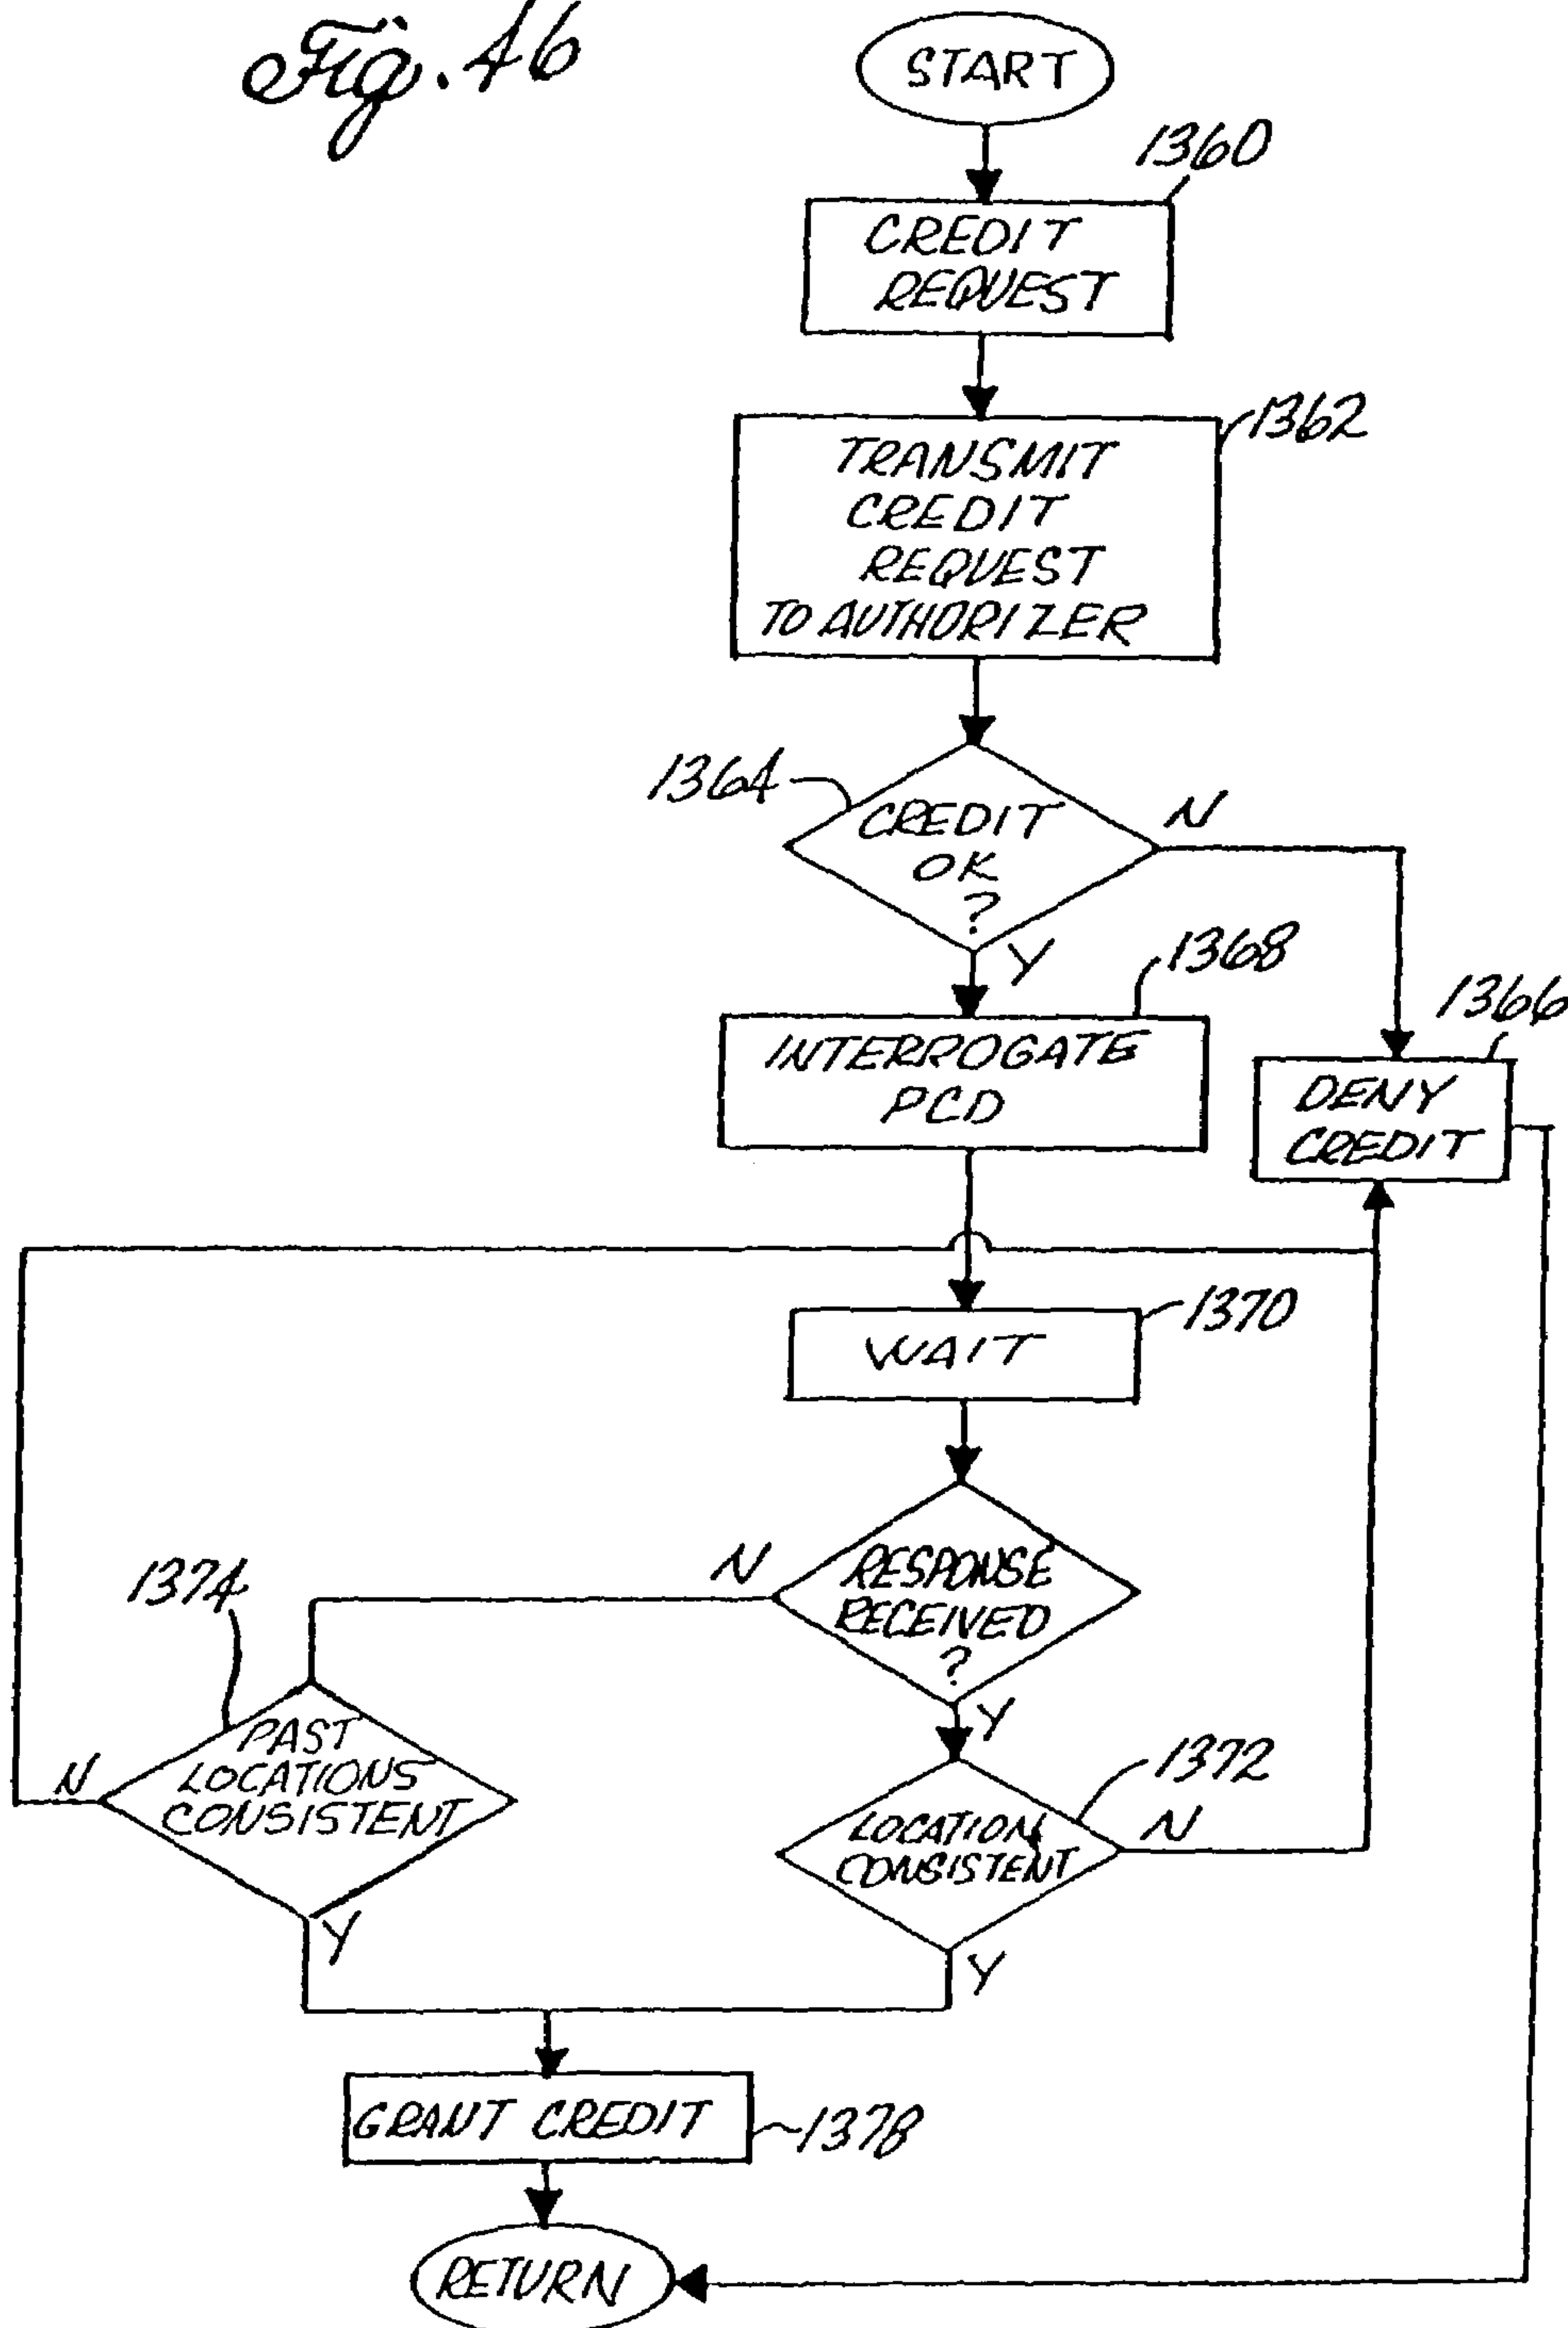 Fig. 46
START
1360
CREDIT
REQUEST
1362
TRANSMIT
CREDIT
REQUEST
TO AUTHORIZER
1364
CREDIT
OK
?
N
Y
1368
INTERROGATE
PCD
1366
DENY
CREDIT
1370
WAIT
RESPONSE
RECEIVED
?
N
Y
1374
PAST
LOCATIONS
CONSISTENT
N
Y
1372
LOCATION
CONSISTENT
N
Y
GRANT CREDIT
1378
RETURN